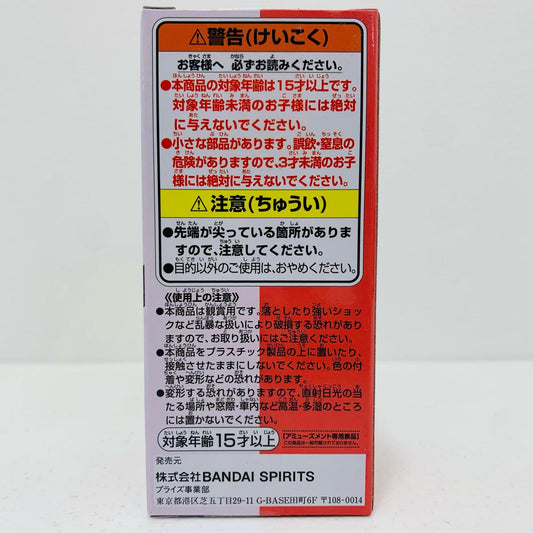 ⚠警告(けいごく)
お客様へ 必ずお読みください。
●本商品の対象年齢は15才以上です。
対象年齢未満のお子様には絶対
に与えないでください。
●小さな部品があります。誤飲・窒息の
危険がありますので、3才未満のお子
様には絶対に与えないでください。
⚠注意(ちゅうい)
●先端が尖っている箇所がありま
すので、注意してください。
●目的以外のご使用は、おやめください。
《使用上の注意》
●本商品は観賞用です。落としたり強いショッ
クなど乱暴な扱いにより破損する恐れがあり
ますので、お取り扱いにはご注意ください。
●本商品をプラスチック製品の上に置いたり、
接触させたままにしないでください。色の付
着や変形などの恐れがあります。
●変形する恐れがありますので、直射日光の当
たる場所や窓際・車内など高温・多湿のところ
には置かないでください。
対象年齢15才以上
【アミューズメント専用景品】
この商品は一般で販売されておりません。
発売元
株式会社BANDAI SPIRITS
プライズ事業部
東京都港区芝五丁目29-11 G-BASE田町6F 〒108-0014